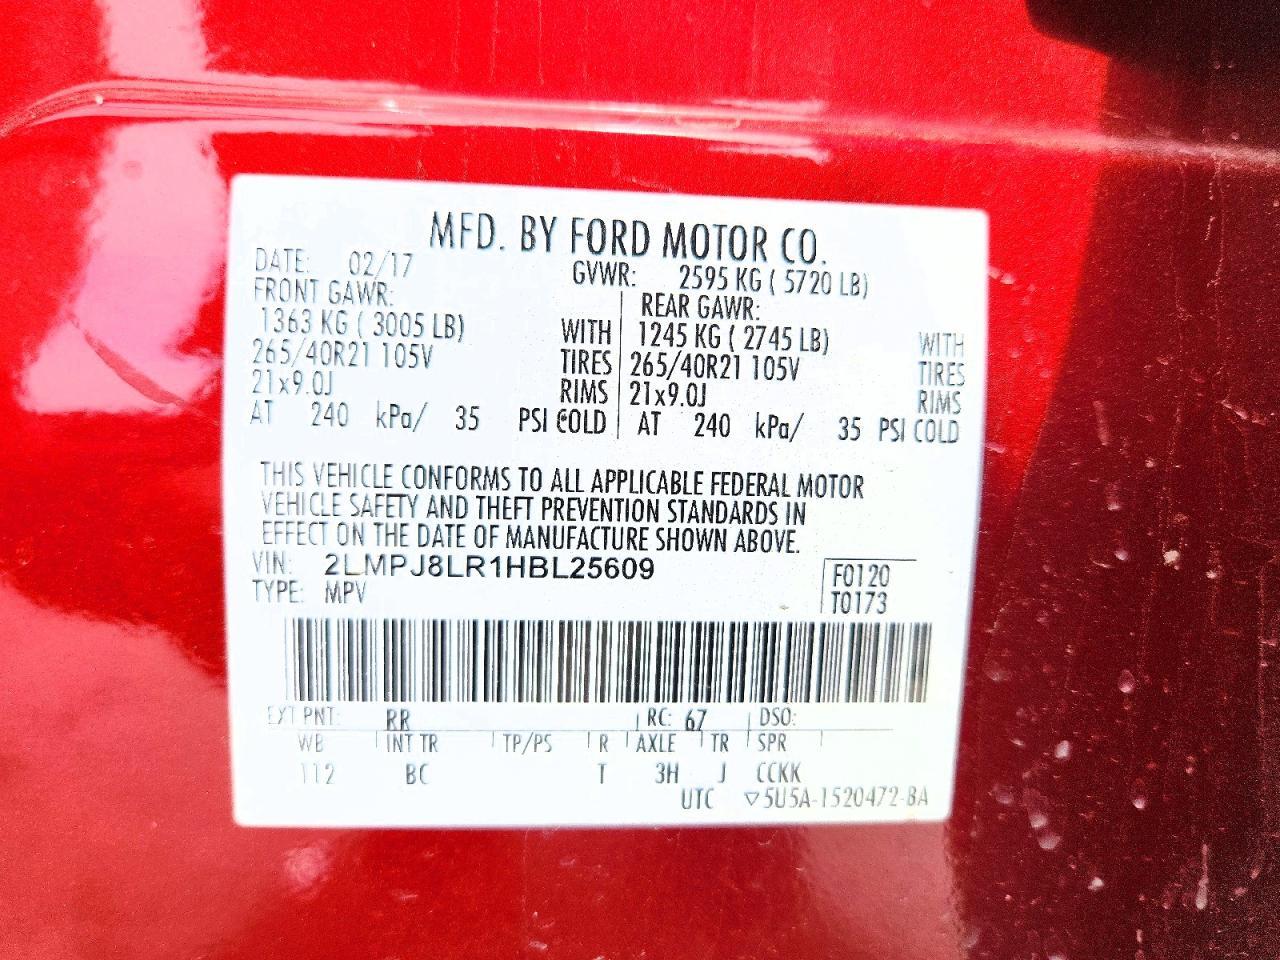 MFD. BY FORD MOTOR CO.
DATE: 02/17 GVWR: 2595 KG ( 5720 LB)
FRONT GAWR: REAR GAWR:
1363 KG ( 3005 LB) WITH 1245 KG ( 2745 LB) WITH
265/40R21 105V TIRES 265/40R21 105V TIRES
21x9.0J RIMS 21x9.0J RIMS
AT 240 kPa/ 35 PSI COLD AT 240 kPa/ 35 PSI COLD
THIS VEHICLE CONFORMS TO ALL APPLICABLE FEDERAL MOTOR
VEHICLE SAFETY AND THEFT PREVENTION STANDARDS IN
EFFECT ON THE DATE OF MANUFACTURE SHOWN ABOVE.
VIN: 2LMPJ8LR1HBL25609 F0120
TYPE: MPV T0173
EXT PNT: RR RC: 67 DSO:
WB INT TR TP/PS R AXLE TR SPR
112 BC T 3H J CCKK
UTC ▽5U5A-1520472-BA